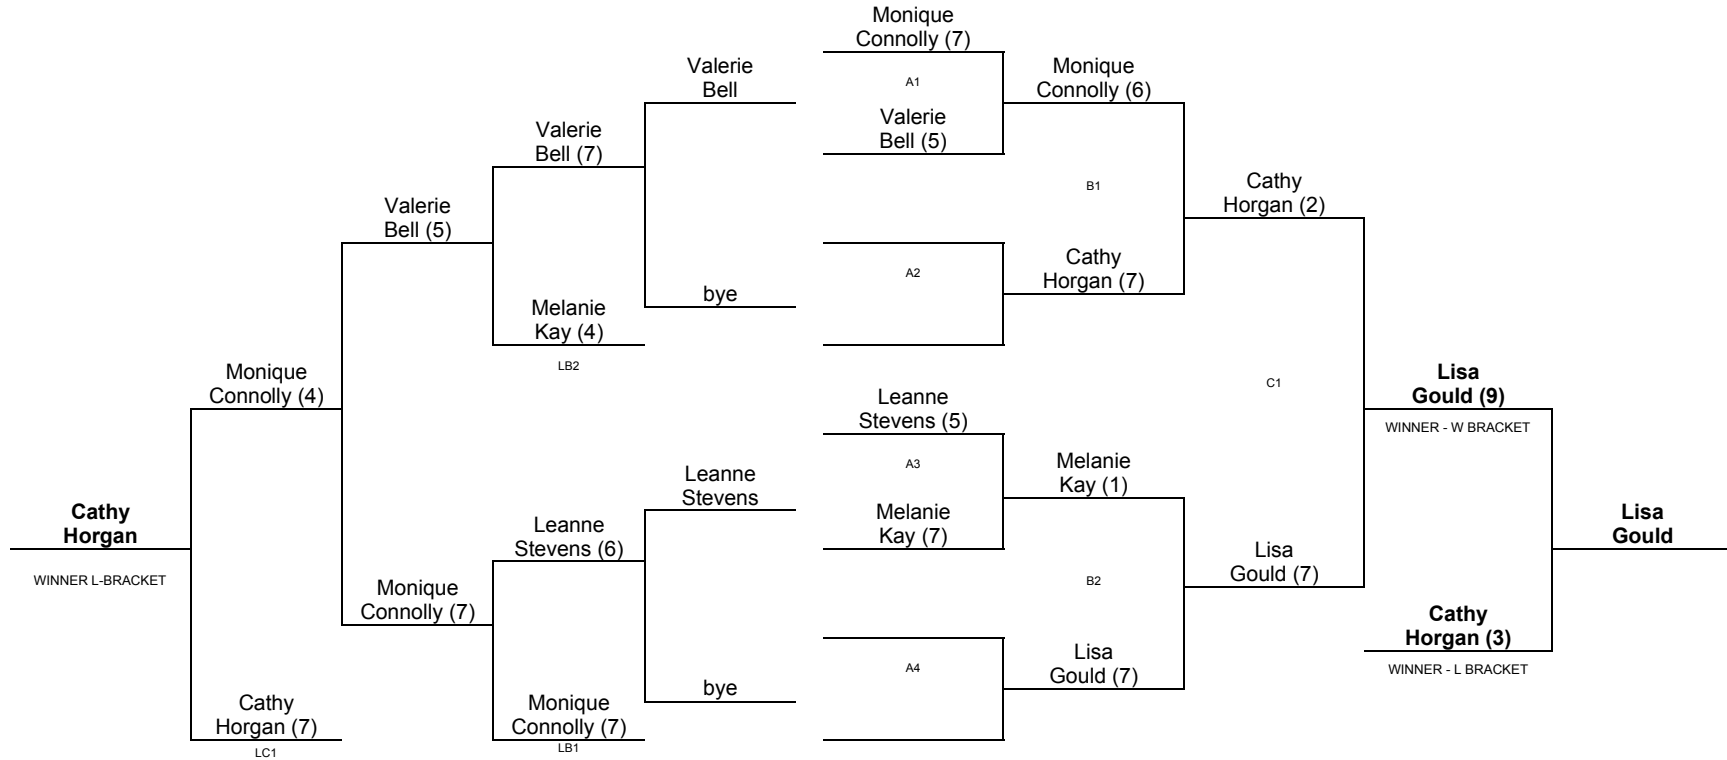 Monique
Connolly (7)
Valerie
Bell
A1
Monique
Connolly (6)
Valerie
Bell (5)
Valerie
Bell (7)
B1
Cathy
Horgan (2)
Valerie
Bell (5)
A2
Cathy
Horgan (7)
bye
Melanie
Kay (4)
LB2
Monique
Connolly (4)
C1
Lisa
Gould (9)
WINNER - W BRACKET
Leanne
Stevens (5)
A3
Melanie
Kay (1)
Leanne
Stevens
Cathy
Horgan
WINNER L-BRACKET
Leanne
Stevens (6)
Melanie
Kay (7)
Lisa
Gould
Lisa
Gould (7)
B2
Monique
Connolly (7)
Cathy
Horgan (3)
WINNER - L BRACKET
A4
Lisa
Gould (7)
bye
Cathy
Horgan (7)
LC1
Monique
Connolly (7)
LB1